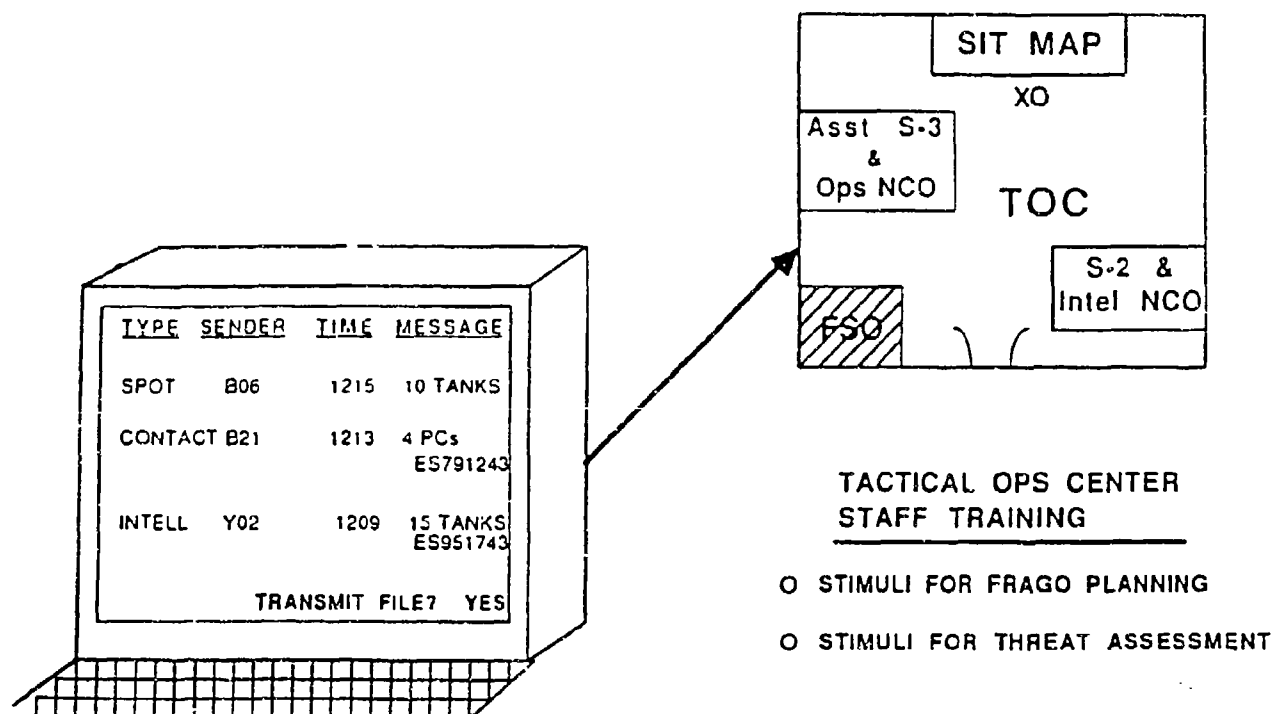 TYPE SENDER TIME MESSAGE
SPOT B06 1215 10 TANKS
CONTACT B21 1213 4 PCs
ES791243
INTELL Y02 1209 15 TANKS
ES951743
TRANSMIT FILE? YES
SIT MAP
XO
Asst S-3
&
Ops NCO
TOC
S-2 &
Intel NCO
FSO
TACTICAL OPS CENTER
STAFF TRAINING
O STIMULI FOR FRAGO PLANNING
O STIMULI FOR THREAT ASSESSMENT